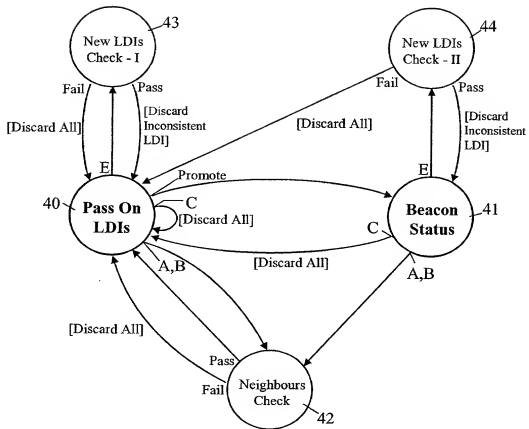 43
New LDIs
Check - I
44
New LDIs
Check - II
Fail
Pass
[Discard All]
[Discard
Inconsistent
LDI]
E
Fail
Pass
[Discard All]
[Discard
Inconsistent
LDI]
E
Promote
40
Pass On
LDIs
C
[Discard All]
Beacon
Status
41
C
[Discard All]
A,B
A,B
[Discard All]
Pass
Fail
Neighbours
Check
42